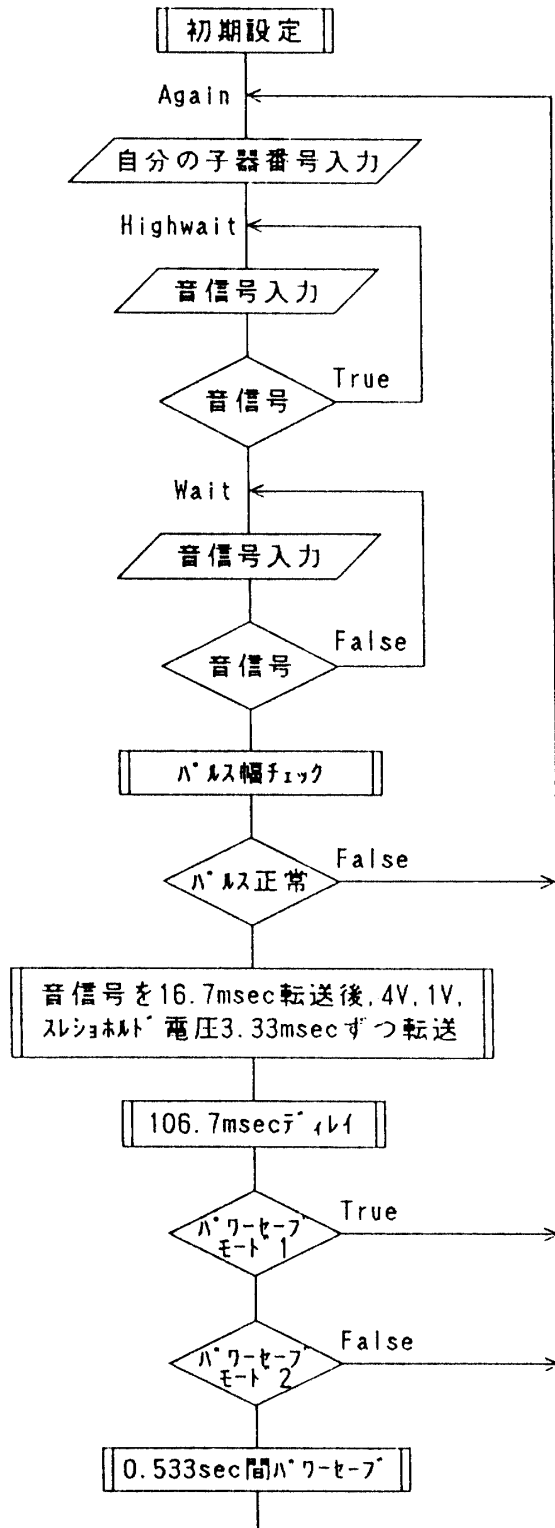 初期設定
Again
自分の子器番号入力
Highwait
音信号入力
音信号
True
Wait
音信号入力
音信号
False
ﾊﾟﾙｽ幅ﾁｪｯｸ
ﾊﾟﾙｽ正常
False
音信号を16.7msec転送後,4V,1V,
ｽﾚｼｮﾎﾙﾄﾞ電圧3.33msecずつ転送
106.7msecﾃﾞｨﾚｲ
ﾊﾟﾜｰｾｰﾌﾞ
ﾓｰﾄﾞ1
True
ﾊﾟﾜｰｾｰﾌﾞ
ﾓｰﾄﾞ2
False
0.533sec間ﾊﾟﾜｰｾｰﾌﾞ